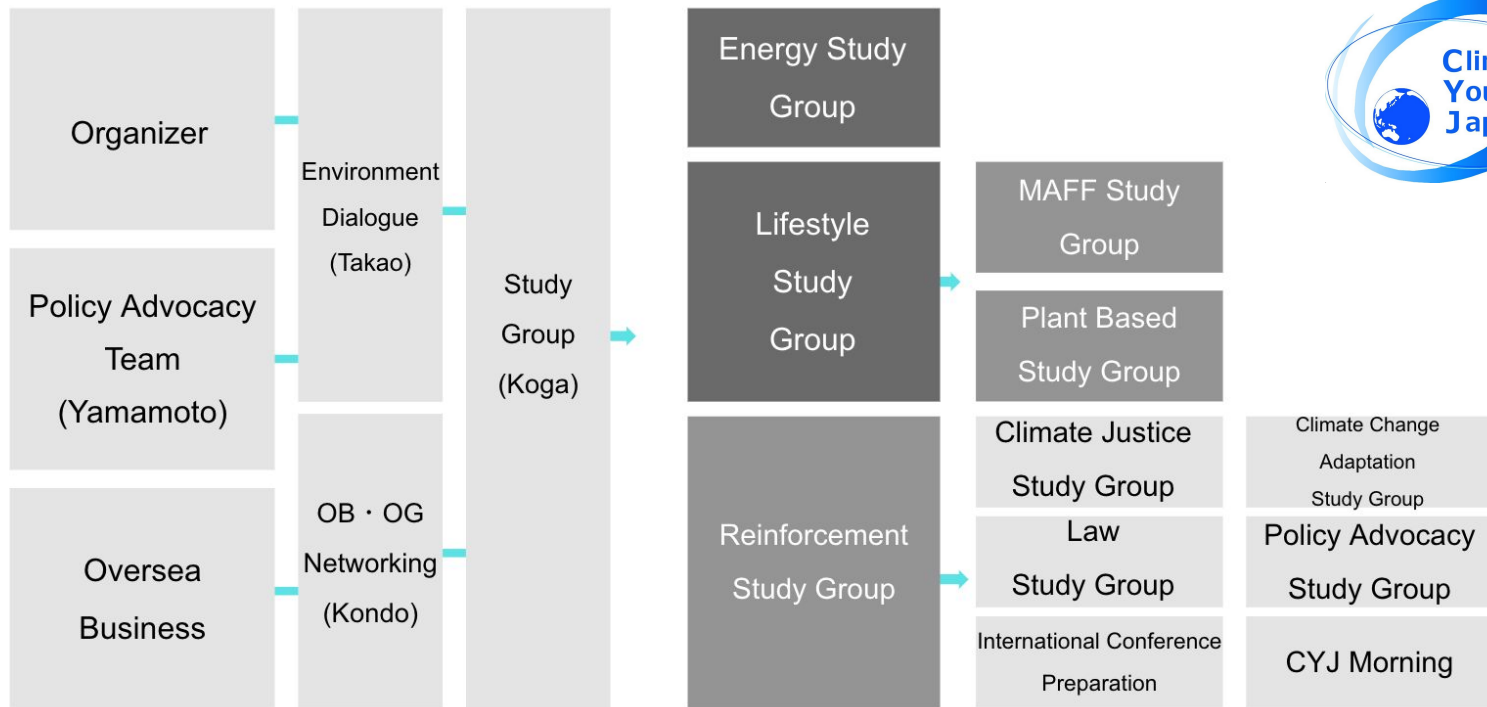 Organizer
Policy Advocacy
Team
(Yamamoto)
Oversea
Business
Environment
Dialogue
(Takao)
OB・OG
Networking
(Kondo)
Study
Group
(Koga)
Energy Study
Group
Lifestyle
Study
Group
MAFF Study
Group
Plant Based
Study Group
Reinforcement
Study Group
Climate Justice
Study Group
Climate Change
Adaptation
Study Group
Law
Study Group
Policy Advocacy
Study Group
International Conference
Preparation
CYJ Morning